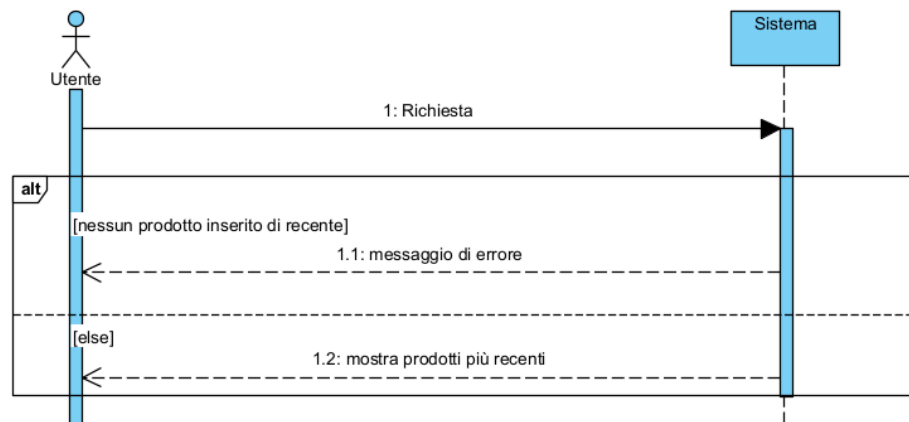 Utente
Sistema
1: Richiesta
alt
[nessun prodotto inserito di recente]
1.1: messaggio di errore
[else]
1.2: mostra prodotti più recenti